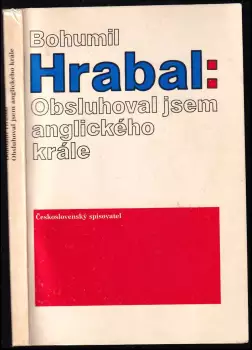 Bohumil
Hrabal:
Obsluhoval jsem
anglického
krále
Československý spisovatel
Obsluhoval jsem anglického krále